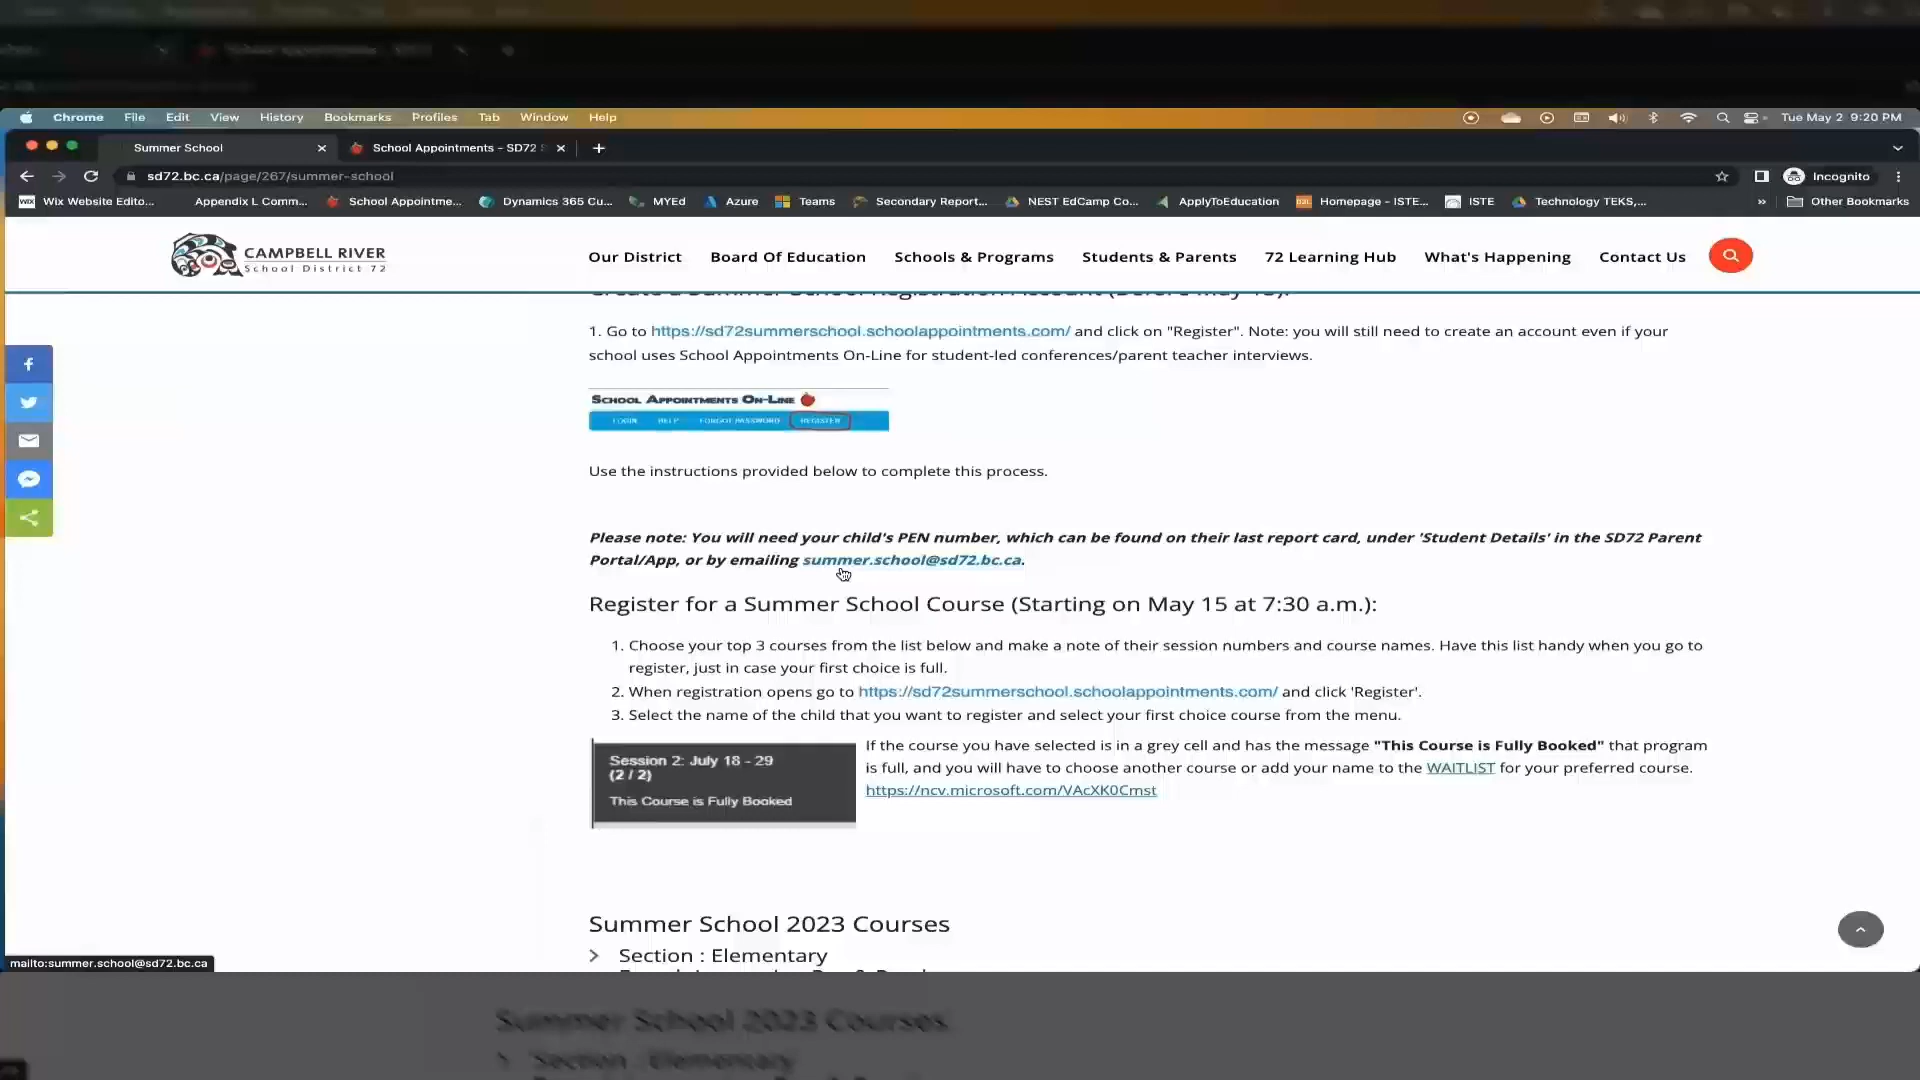 Chrome File Edit View History Bookmarks Profiles Tab Window Help Tue May 2 9:20 PM
Summer School School Appointments - SD72
sd72.bc.ca/page/267/summer-school Incognito
Wix Website Edito... Appendix L Comm... School Appointme... Dynamics 365 Cu... MYEd Azure Teams Secondary Report... NEST EdCamp Co... ApplyToEducation Homepage - ISTE... ISTE Technology TEKS,... » Other Bookmarks
CAMPBELL RIVER
School District 72
Our District Board Of Education Schools & Programs Students & Parents 72 Learning Hub What's Happening Contact Us
1. Go to https://sd72summerschool.schoolappointments.com/ and click on "Register". Note: you will still need to create an account even if your
school uses School Appointments On-Line for student-led conferences/parent teacher interviews.
School Appointments On-Line
LOGIN HELP FORGOT PASSWORD REGISTER
Use the instructions provided below to complete this process.
Please note: You will need your child's PEN number, which can be found on their last report card, under 'Student Details' in the SD72 Parent
Portal/App, or by emailing summer.school@sd72.bc.ca.
Register for a Summer School Course (Starting on May 15 at 7:30 a.m.):
1. Choose your top 3 courses from the list below and make a note of their session numbers and course names. Have this list handy when you go to
register, just in case your first choice is full.
2. When registration opens go to https://sd72summerschool.schoolappointments.com/ and click 'Register'.
3. Select the name of the child that you want to register and select your first choice course from the menu.
Session 2: July 18 - 29
(2 / 2)
This Course is Fully Booked
If the course you have selected is in a grey cell and has the message "This Course is Fully Booked" that program
is full, and you will have to choose another course or add your name to the WAITLIST for your preferred course.
https://ncv.microsoft.com/VAcXK0Cmst
Summer School 2023 Courses
Section : Elementary
mailto:summer.school@sd72.bc.ca
Summer School 2023 Courses
Section : Elementary